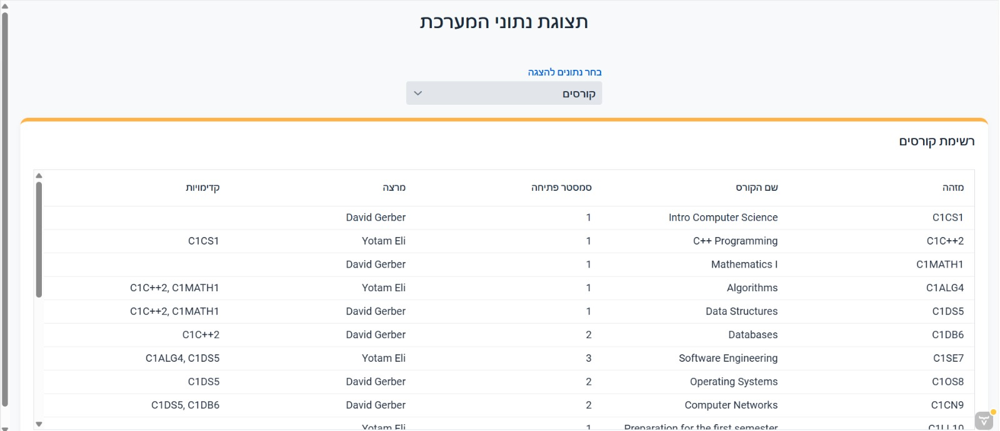 תצוגת נתוני המערכת
בחר נתונים להצגה
קורסים
רשימת קורסים
מזהה שם הקורס סמסטר פתיחה מרצה קדימויות
C1CS1 Intro Computer Science 1 David Gerber
C1C++2 C++ Programming 1 Yotam Eli C1CS1
C1MATH1 Mathematics I 1 David Gerber
C1ALG4 Algorithms 1 Yotam Eli C1C++2, C1MATH1
C1DS5 Data Structures 1 David Gerber C1C++2, C1MATH1
C1DB6 Databases 2 David Gerber C1C++2
C1SE7 Software Engineering 3 Yotam Eli C1ALG4, C1DS5
C1OS8 Operating Systems 2 David Gerber C1DS5
C1CN9 Computer Networks 2 David Gerber C1DS5, C1DB6
Preparation for the first semester 1 Yotam Eli